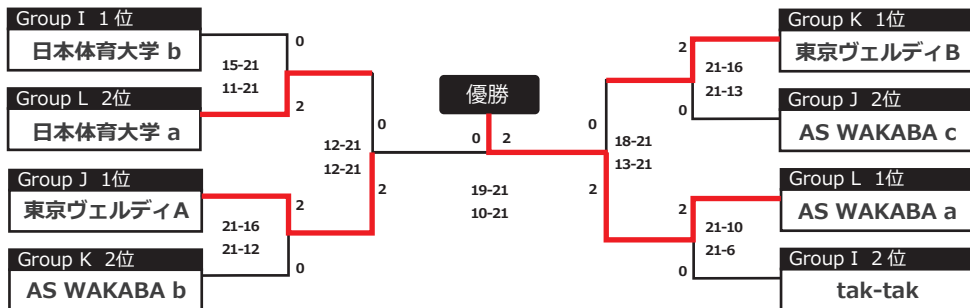 Group I 1位
日本体育大学 b
Group L 2位
日本体育大学 a
Group J 1位
東京ヴェルディA
Group K 2位
AS WAKABA b
0
15-21
11-21
2
2
21-16
21-12
0
0
12-21
12-21
2
優勝
0 2
19-21
10-21
0
18-21
13-21
2
2
21-16
21-13
0
2
21-10
21-6
0
Group K 1位
東京ヴェルディB
Group J 2位
AS WAKABA c
Group L 1位
AS WAKABA a
Group I 2位
tak-tak